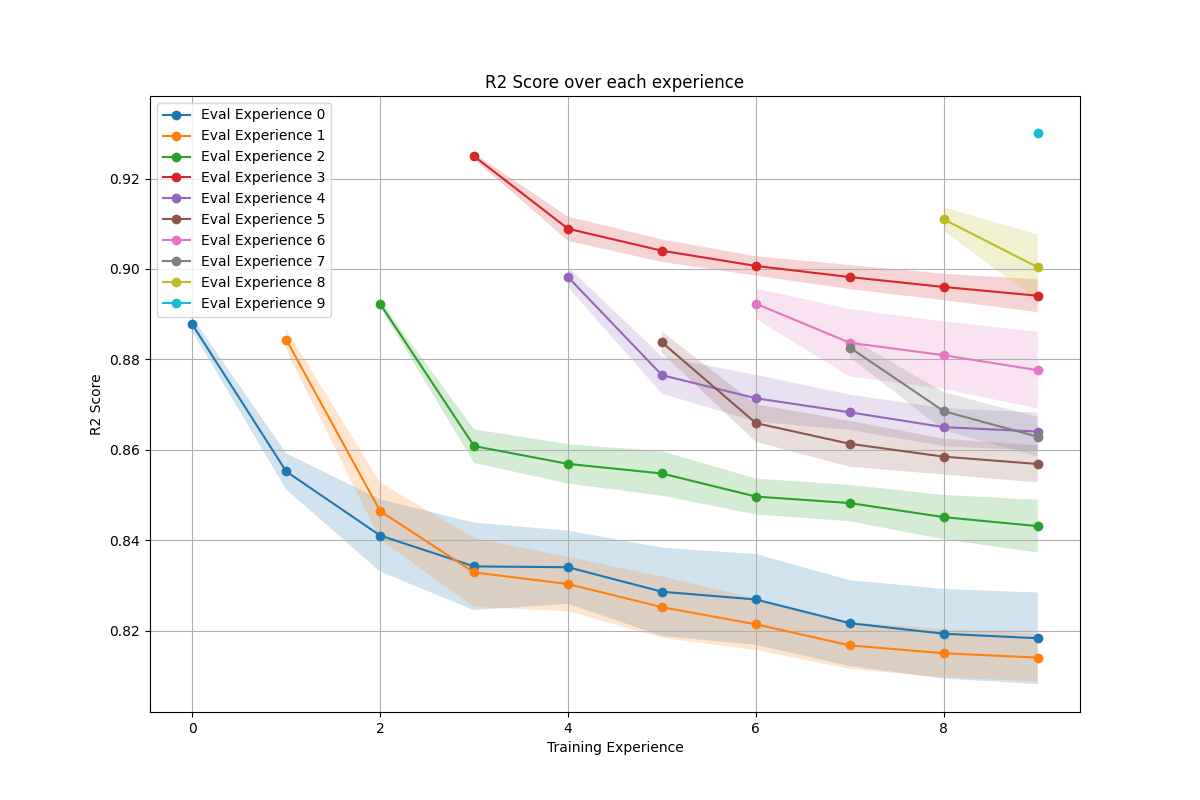 R2 Score over each experience
Eval Experience 0
Eval Experience 1
Eval Experience 2
Eval Experience 3
Eval Experience 4
Eval Experience 5
Eval Experience 6
Eval Experience 7
Eval Experience 8
Eval Experience 9
R2 Score
0.92
0.90
0.88
0.86
0.84
0.82
0 2 4 6 8
Training Experience